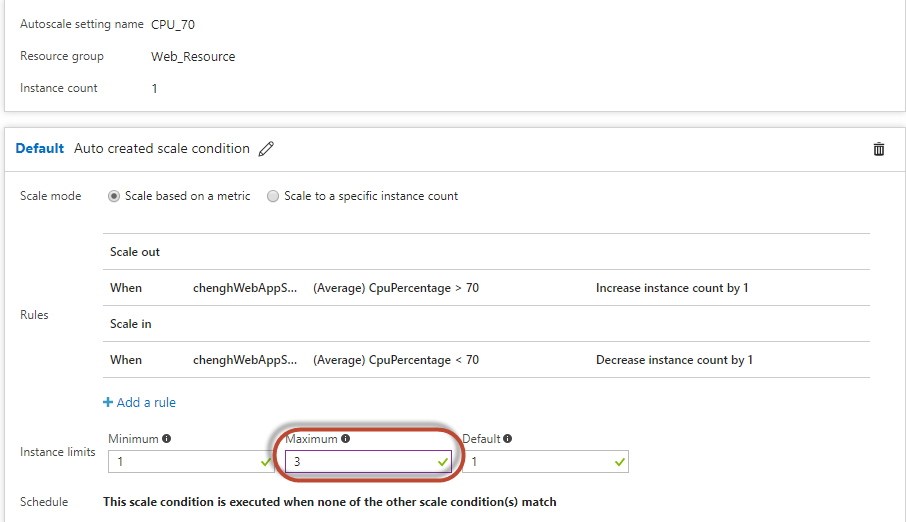 Autoscale setting name CPU_70
Resource group Web_Resource
Instance count 1
Default Auto created scale condition
Scale mode Scale based on a metric Scale to a specific instance count
Scale out
When chenghWebAppS... (Average) CpuPercentage > 70 Increase instance count by 1
Rules
Scale in
When chenghWebAppS... (Average) CpuPercentage < 70 Decrease instance count by 1
+ Add a rule
Minimum Maximum Default
Instance limits 1 3 1
Schedule This scale condition is executed when none of the other scale condition(s) match